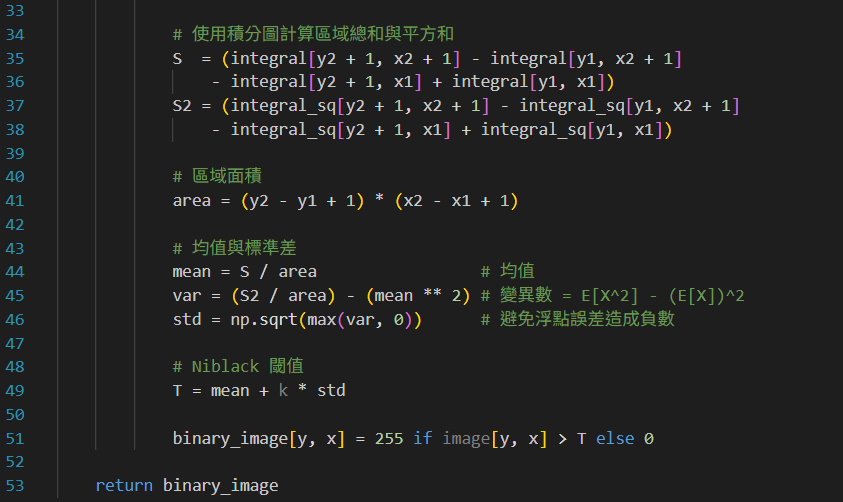 33
34 # 使用積分圖計算區域總和與平方和
35 S  = (integral[y2 + 1, x2 + 1] - integral[y1, x2 + 1]
36     - integral[y2 + 1, x1] + integral[y1, x1])
37 S2 = (integral_sq[y2 + 1, x2 + 1] - integral_sq[y1, x2 + 1]
38     - integral_sq[y2 + 1, x1] + integral_sq[y1, x1])
39
40 # 區域面積
41 area = (y2 - y1 + 1) * (x2 - x1 + 1)
42
43 # 均值與標準差
44 mean = S / area                 # 均值
45 var = (S2 / area) - (mean ** 2) # 變異數 = E[X^2] - (E[X])^2
46 std = np.sqrt(max(var, 0))      # 避免浮點誤差造成負數
47
48 # Niblack 閾值
49 T = mean + k * std
50
51 binary_image[y, x] = 255 if image[y, x] > T else 0
52
53 return binary_image